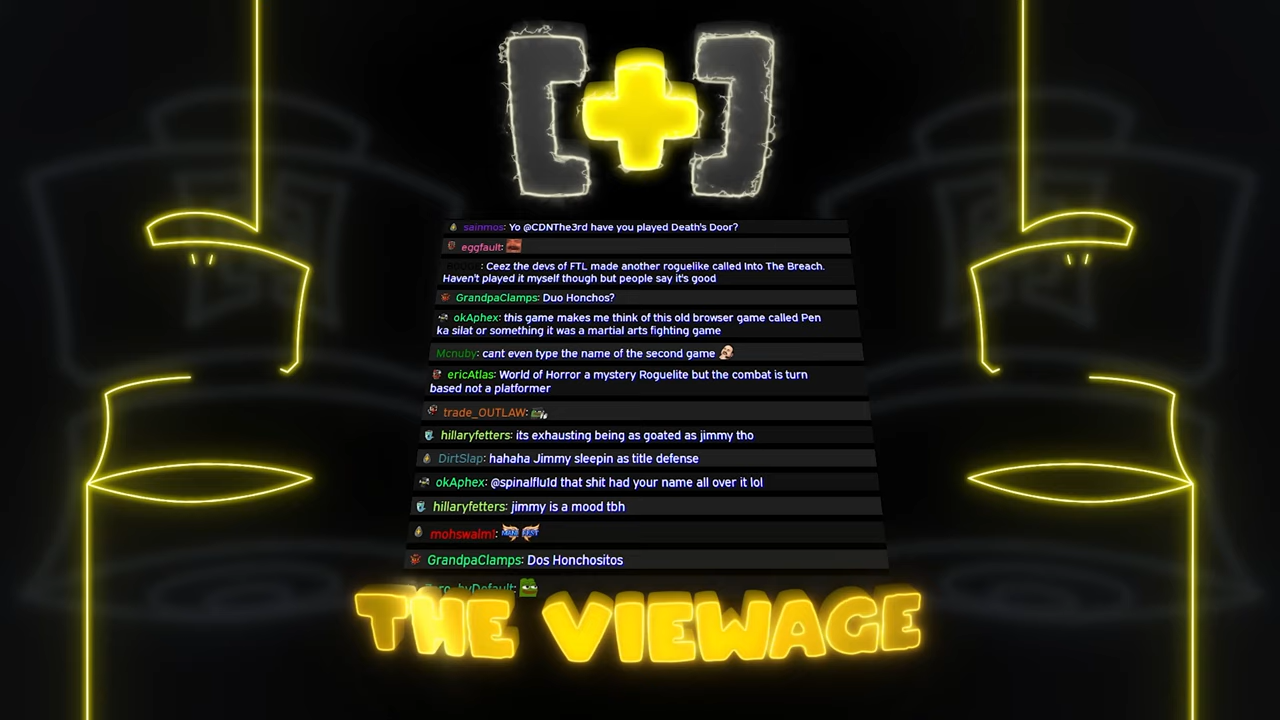 [+]
sainmos: Yo @CDNThe3rd have you played Death's Door?
eggfault:
: Ceez the devs of FTL made another roguelike called Into The Breach.
Haven't played it myself though but people say it's good
GrandpaClamps: Duo Honchos?
okAphex: this game makes me think of this old browser game called Pen
ka silat or something it was a martial arts fighting game
Mcnuby: cant even type the name of the second game
ericAtlas: World of Horror a mystery Roguelite but the combat is turn
based not a platformer
trade_OUTLAW:
hillaryfetters: its exhausting being as goated as jimmy tho
DirtSlap: hahaha Jimmy sleepin as title defense
okAphex: @spinalflu1d that shit had your name all over it lol
hillaryfetters: jimmy is a mood tbh
mohswalm1:
GrandpaClamps: Dos Honchositos
THE VIEWAGE